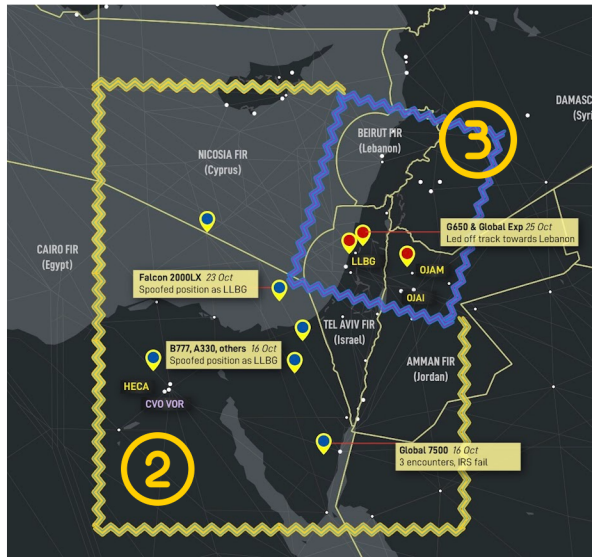 NICOSIA FIR
(Cyprus)
BEIRUT FIR
(Lebanon)
3
DAMASC
(Syri
CAIRO FIR
(Egypt)
G650 & Global Exp 25 Oct
Led off track towards Lebanon
LLBG
OJAM
OJAI
Falcon 2000LX 23 Oct
Spoofed position as LLBG
TEL AVIV FIR
(Israel)
B777, A330, others 16 Oct
Spoofed position as LLBG
AMMAN FIR
(Jordan)
HECA
CVO VOR
Global 7500 16 Oct
3 encounters, IRS fail
2